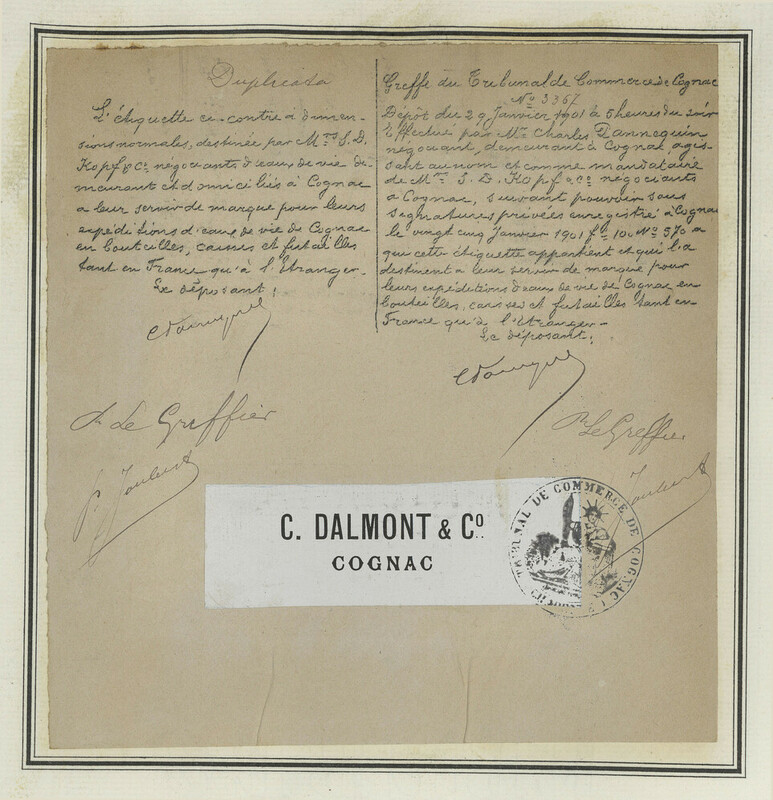 Duplicata
L'étiquette ci-contre à dimen-
sions normales, destinée par Mrs S. D.
Kopf & Co négociants d'eaux de vie de-
meurant et domiciliés à Cognac
à leur servir de marque pour leurs
expéditions d'eaux de vie de Cognac
en bouteilles, caisses et futailles
tant en France qu'à l'étranger.
Le déposant:
P. Le Greffier
Greffe du Tribunal de Commerce de Cognac
No 3367
Dépôt du 29 Janvier 1901 à 5 heures du soir
Effectué par Mr Charles Dannequin
négociant, demeurant à Cognac, agis-
sant au nom et comme mandataire
de Mrs S. D. Kopf & Co négociants
à Cognac, suivant pouvoir sous
signatures privées enregistré à Cognac
le vingt cinq Janvier 1901 fo 10. No 570
que cette étiquette appartient et qu'il la
destinent à leur servir de marque pour
leurs expéditions d'eaux de vie de Cognac en
bouteilles, caisses et futailles tant en
France qu'à l'étranger.-
Le déposant:
P. Le Greffier
C. DALMONT & Co.
COGNAC
TRIBUNAL DE COMMERCE DE COGNAC